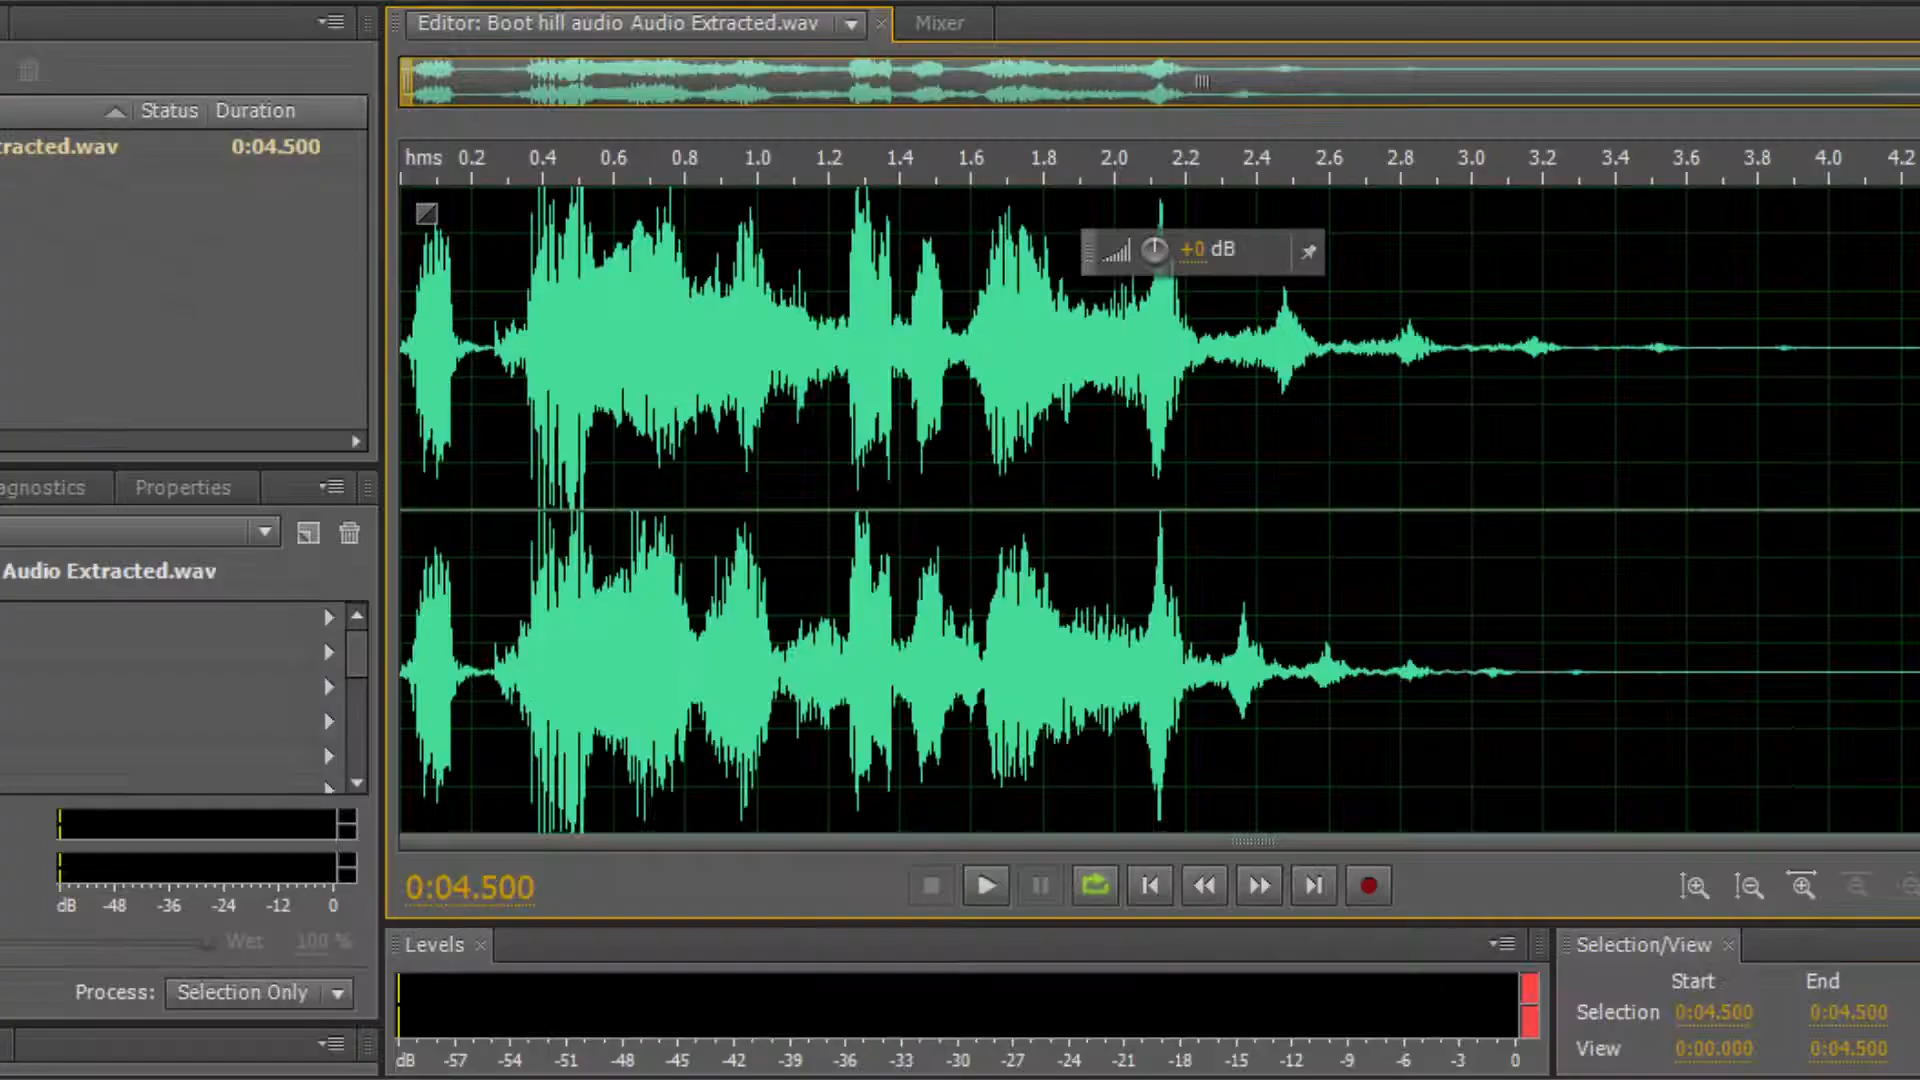 Editor: Boot hill audio Audio Extracted.wav
Mixer
Status Duration
tracted.wav 0:04.500
hms 0.2 0.4 0.6 0.8 1.0 1.2 1.4 1.6 1.8 2.0 2.2 2.4 2.6 2.8 3.0 3.2 3.4 3.6 3.8 4.0 4.2
+0 dB
agnostics Properties
Audio Extracted.wav
dB -48 -36 -24 -12 0
Wet 100 %
Process: Selection Only
0:04.500
Levels
dB -57 -54 -51 -48 -45 -42 -39 -36 -33 -30 -27 -24 -21 -18 -15 -12 -9 -6 -3 0
Selection/View
Start End
Selection 0:04.500 0:04.500
View 0:00.000 0:04.500